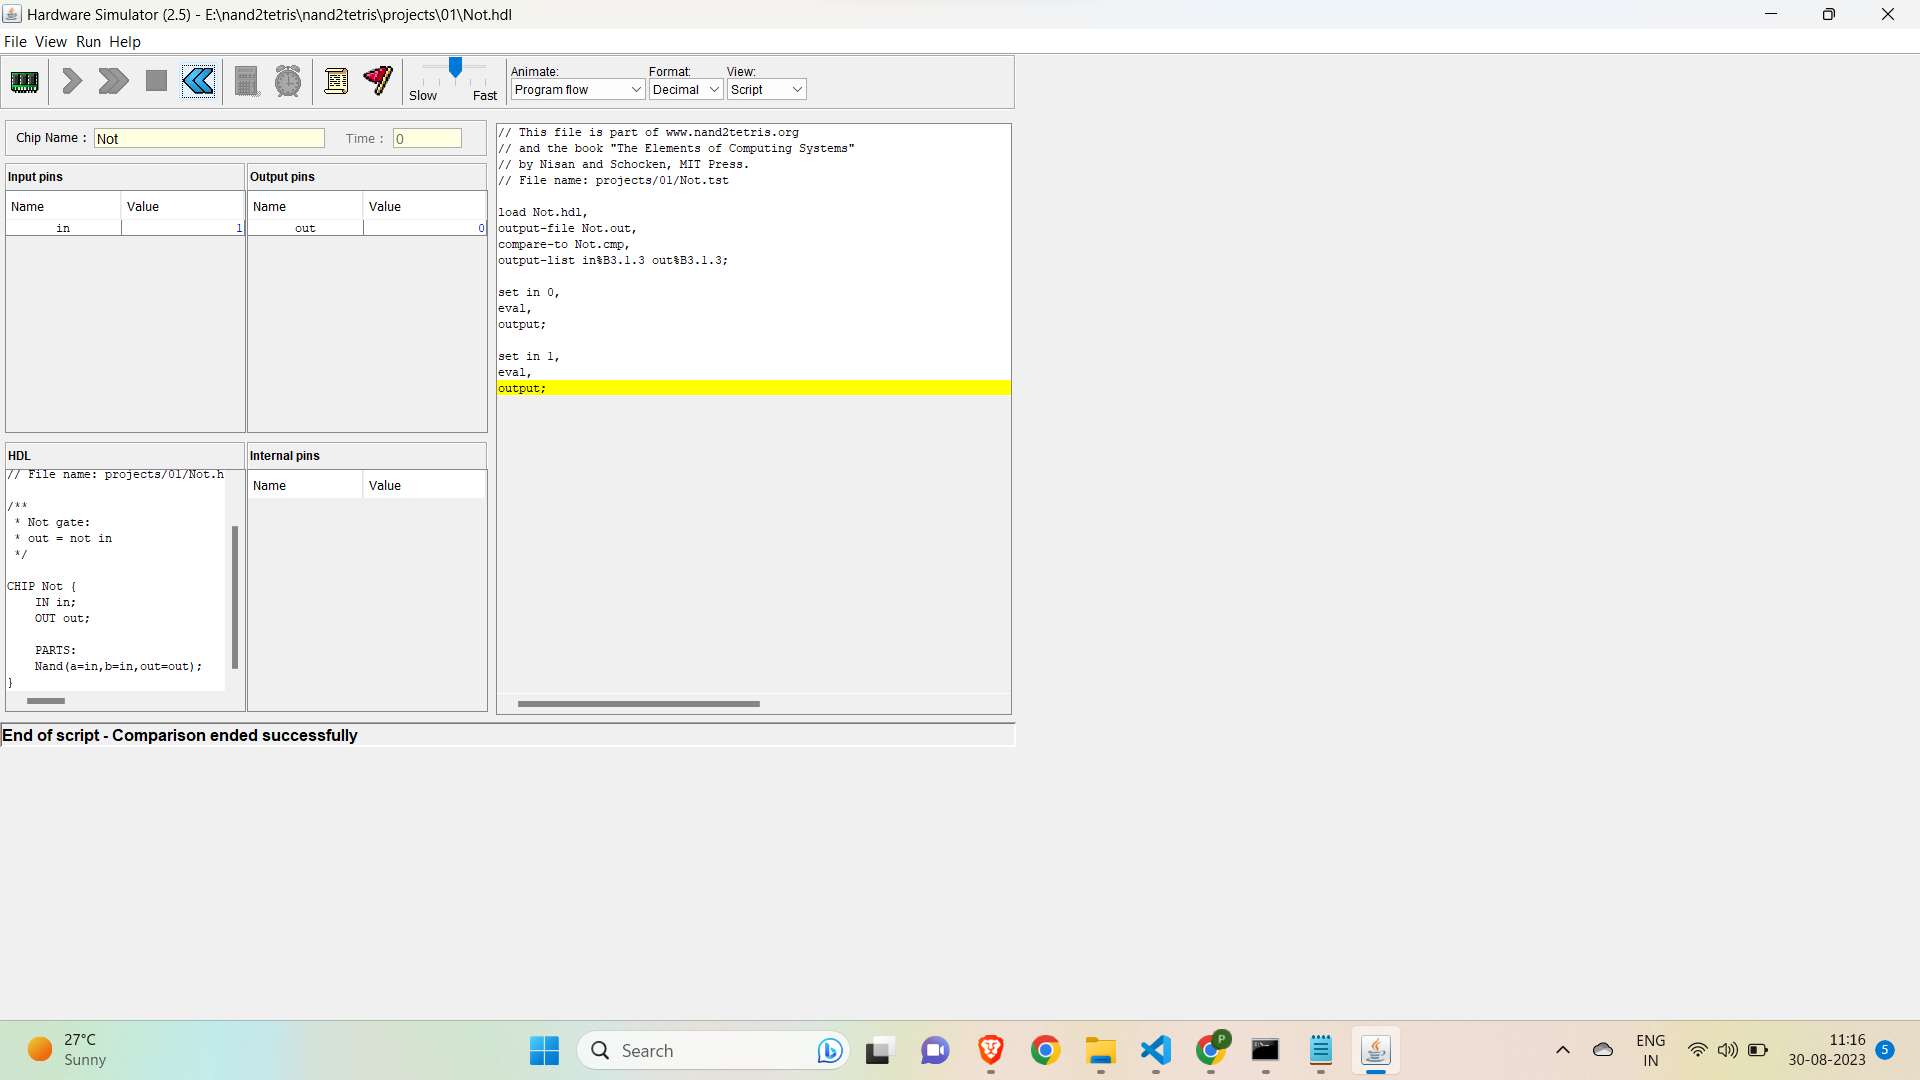 Hardware Simulator (2.5) - E:\nand2tetris\nand2tetris\projects\01\Not.hdl
File View Run Help
Slow Fast
Animate: Format: View:
Program flow Decimal Script
Chip Name : Not Time : 0
Input pins
Name Value
in 1
Output pins
Name Value
out 0
HDL
// File name: projects/01/Not.h
/**
* Not gate:
* out = not in
*/
CHIP Not {
IN in;
OUT out;
PARTS:
Nand(a=in,b=in,out=out);
}
Internal pins
Name Value
// This file is part of www.nand2tetris.org
// and the book "The Elements of Computing Systems"
// by Nisan and Schocken, MIT Press.
// File name: projects/01/Not.tst
load Not.hdl,
output-file Not.out,
compare-to Not.cmp,
output-list in%B3.1.3 out%B3.1.3;
set in 0,
eval,
output;
set in 1,
eval,
output;
End of script - Comparison ended successfully
27°C
Sunny
Search
P
ENG
IN
11:16
30-08-2023
5